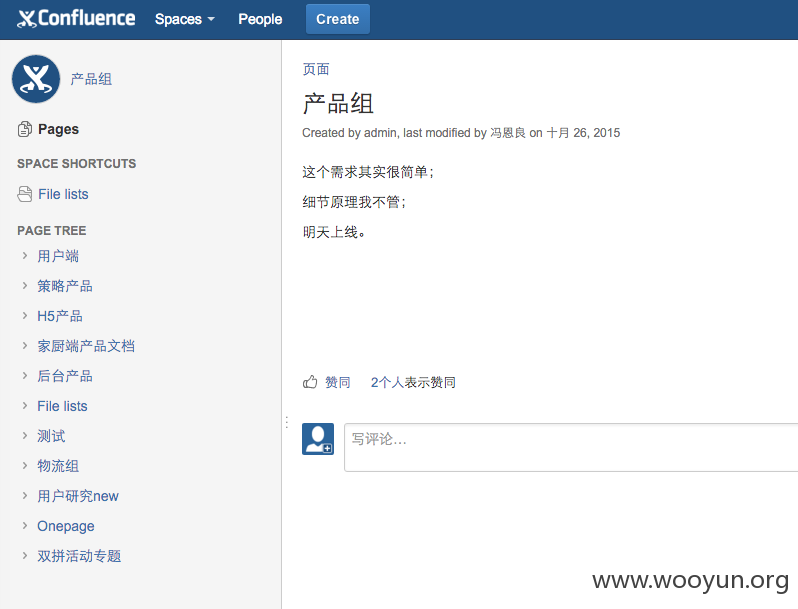 Confluence Spaces People Create
产品组
Pages
SPACE SHORTCUTS
File lists
PAGE TREE
用户端
策略产品
H5产品
家厨端产品文档
后台产品
File lists
测试
物流组
用户研究new
Onepage
双拼活动专题
页面
产品组
Created by admin, last modified by 冯恩良 on 十月 26, 2015
这个需求其实很简单；
细节原理我不管；
明天上线。
赞同 2个人表示赞同
写评论…
www.wooyun.org